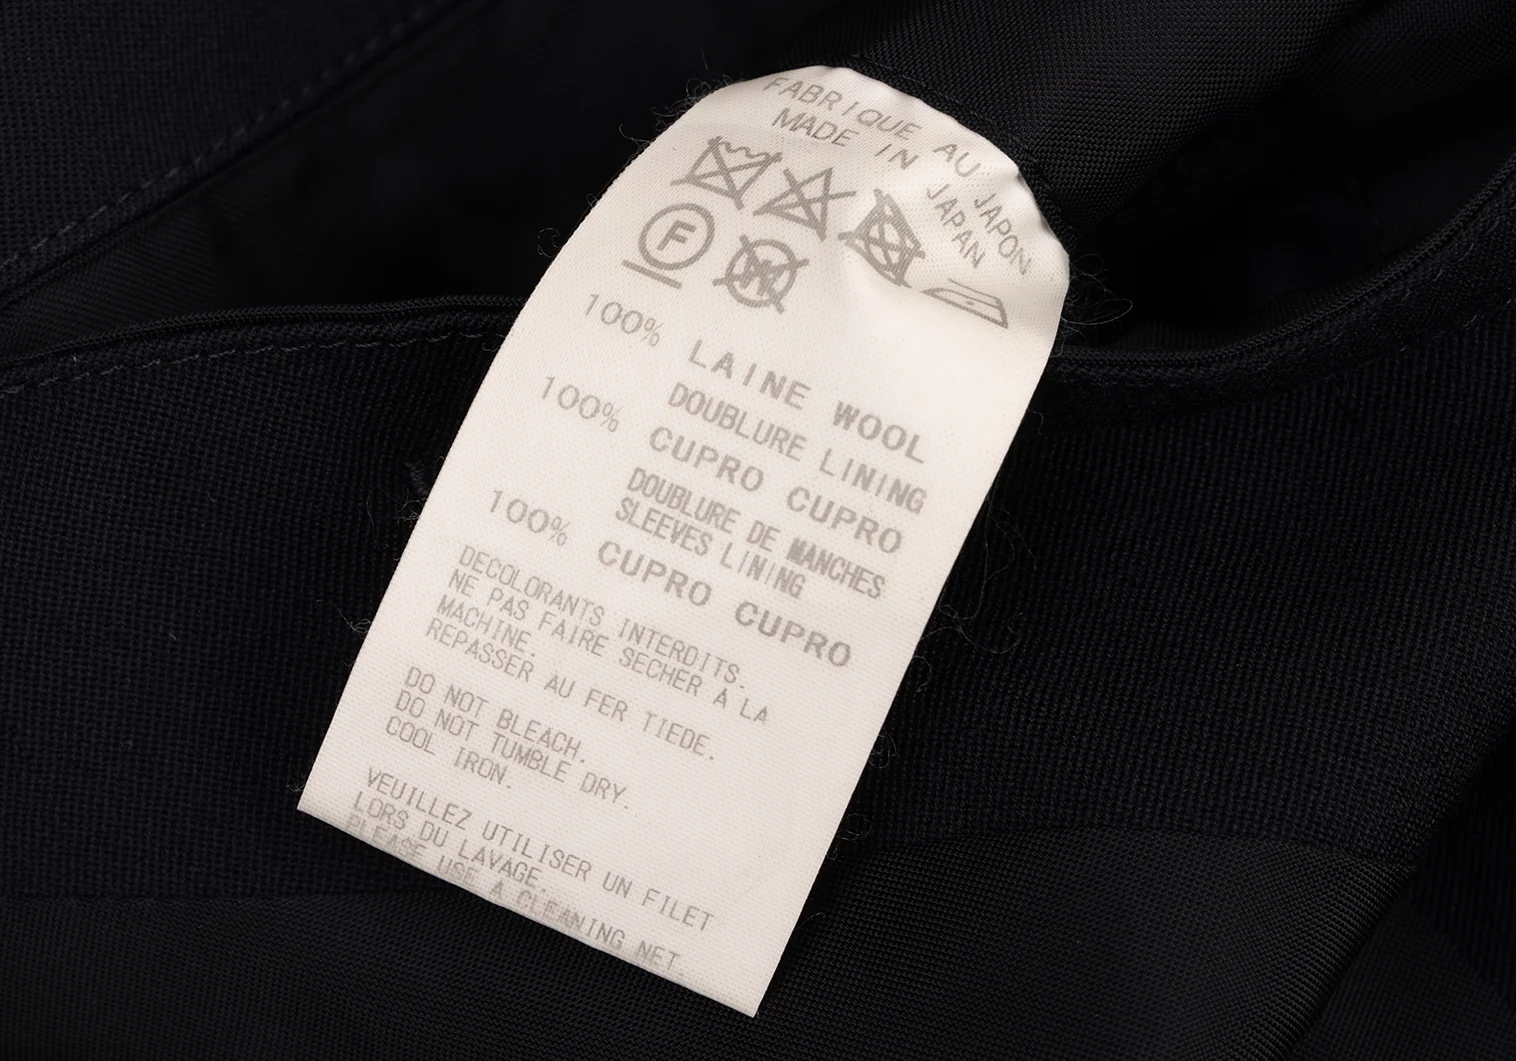 FABRIQUE AU JAPON
MADE IN JAPAN
F
W
100% LAINE WOOL
DOUBLURE LINING
100% CUPRO CUPRO
DOUBLURE DE MANCHES
SLEEVES LINING
100% CUPRO CUPRO
DECOLORANTS INTERDITS.
NE PAS FAIRE SECHER A LA
MACHINE.
REPASSER AU FER TIEDE.
DO NOT BLEACH.
DO NOT TUMBLE DRY.
COOL IRON.
VEUILLEZ UTILISER UN FILET
LORS DU LAVAGE.
PLEASE USE A CLEANING NET.